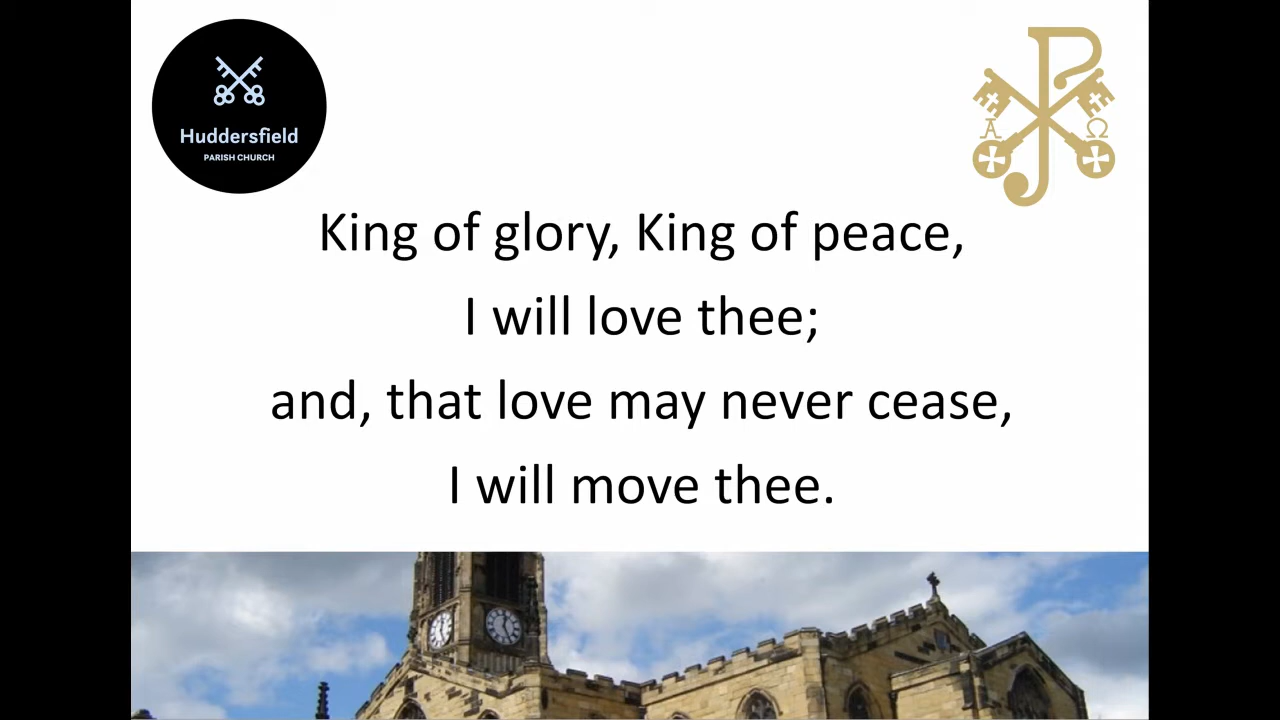 Huddersfield
PARISH CHURCH
Α Ω
King of glory, King of peace,
I will love thee;
and, that love may never cease,
I will move thee.